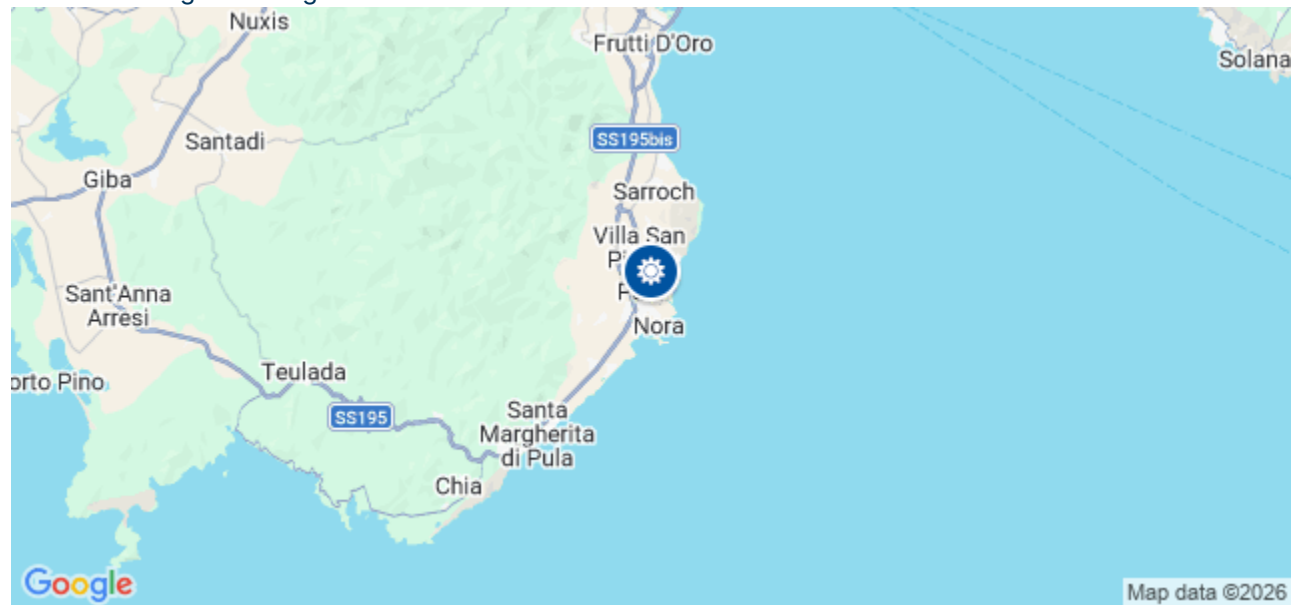 Nuxis
Frutti D'Oro
Solana
SS195bis
Santadi
Giba
Sarroch
Villa San
Nora
Sant'Anna
Arresi
Teulada
orto Pino
SS195
Santa
Margherita
di Pula
Chia
Google
Map data ©2026